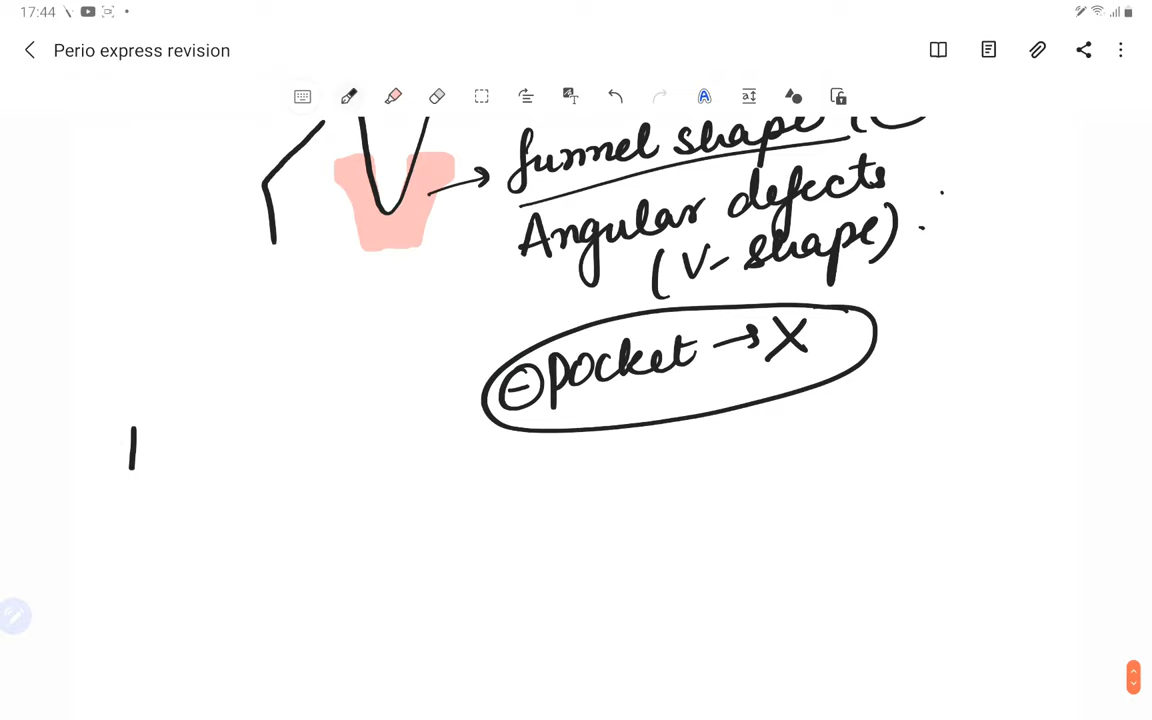 17:44
Perio express revision
funnel shape
Angular defects
(V-shape).
⊖pocket → X